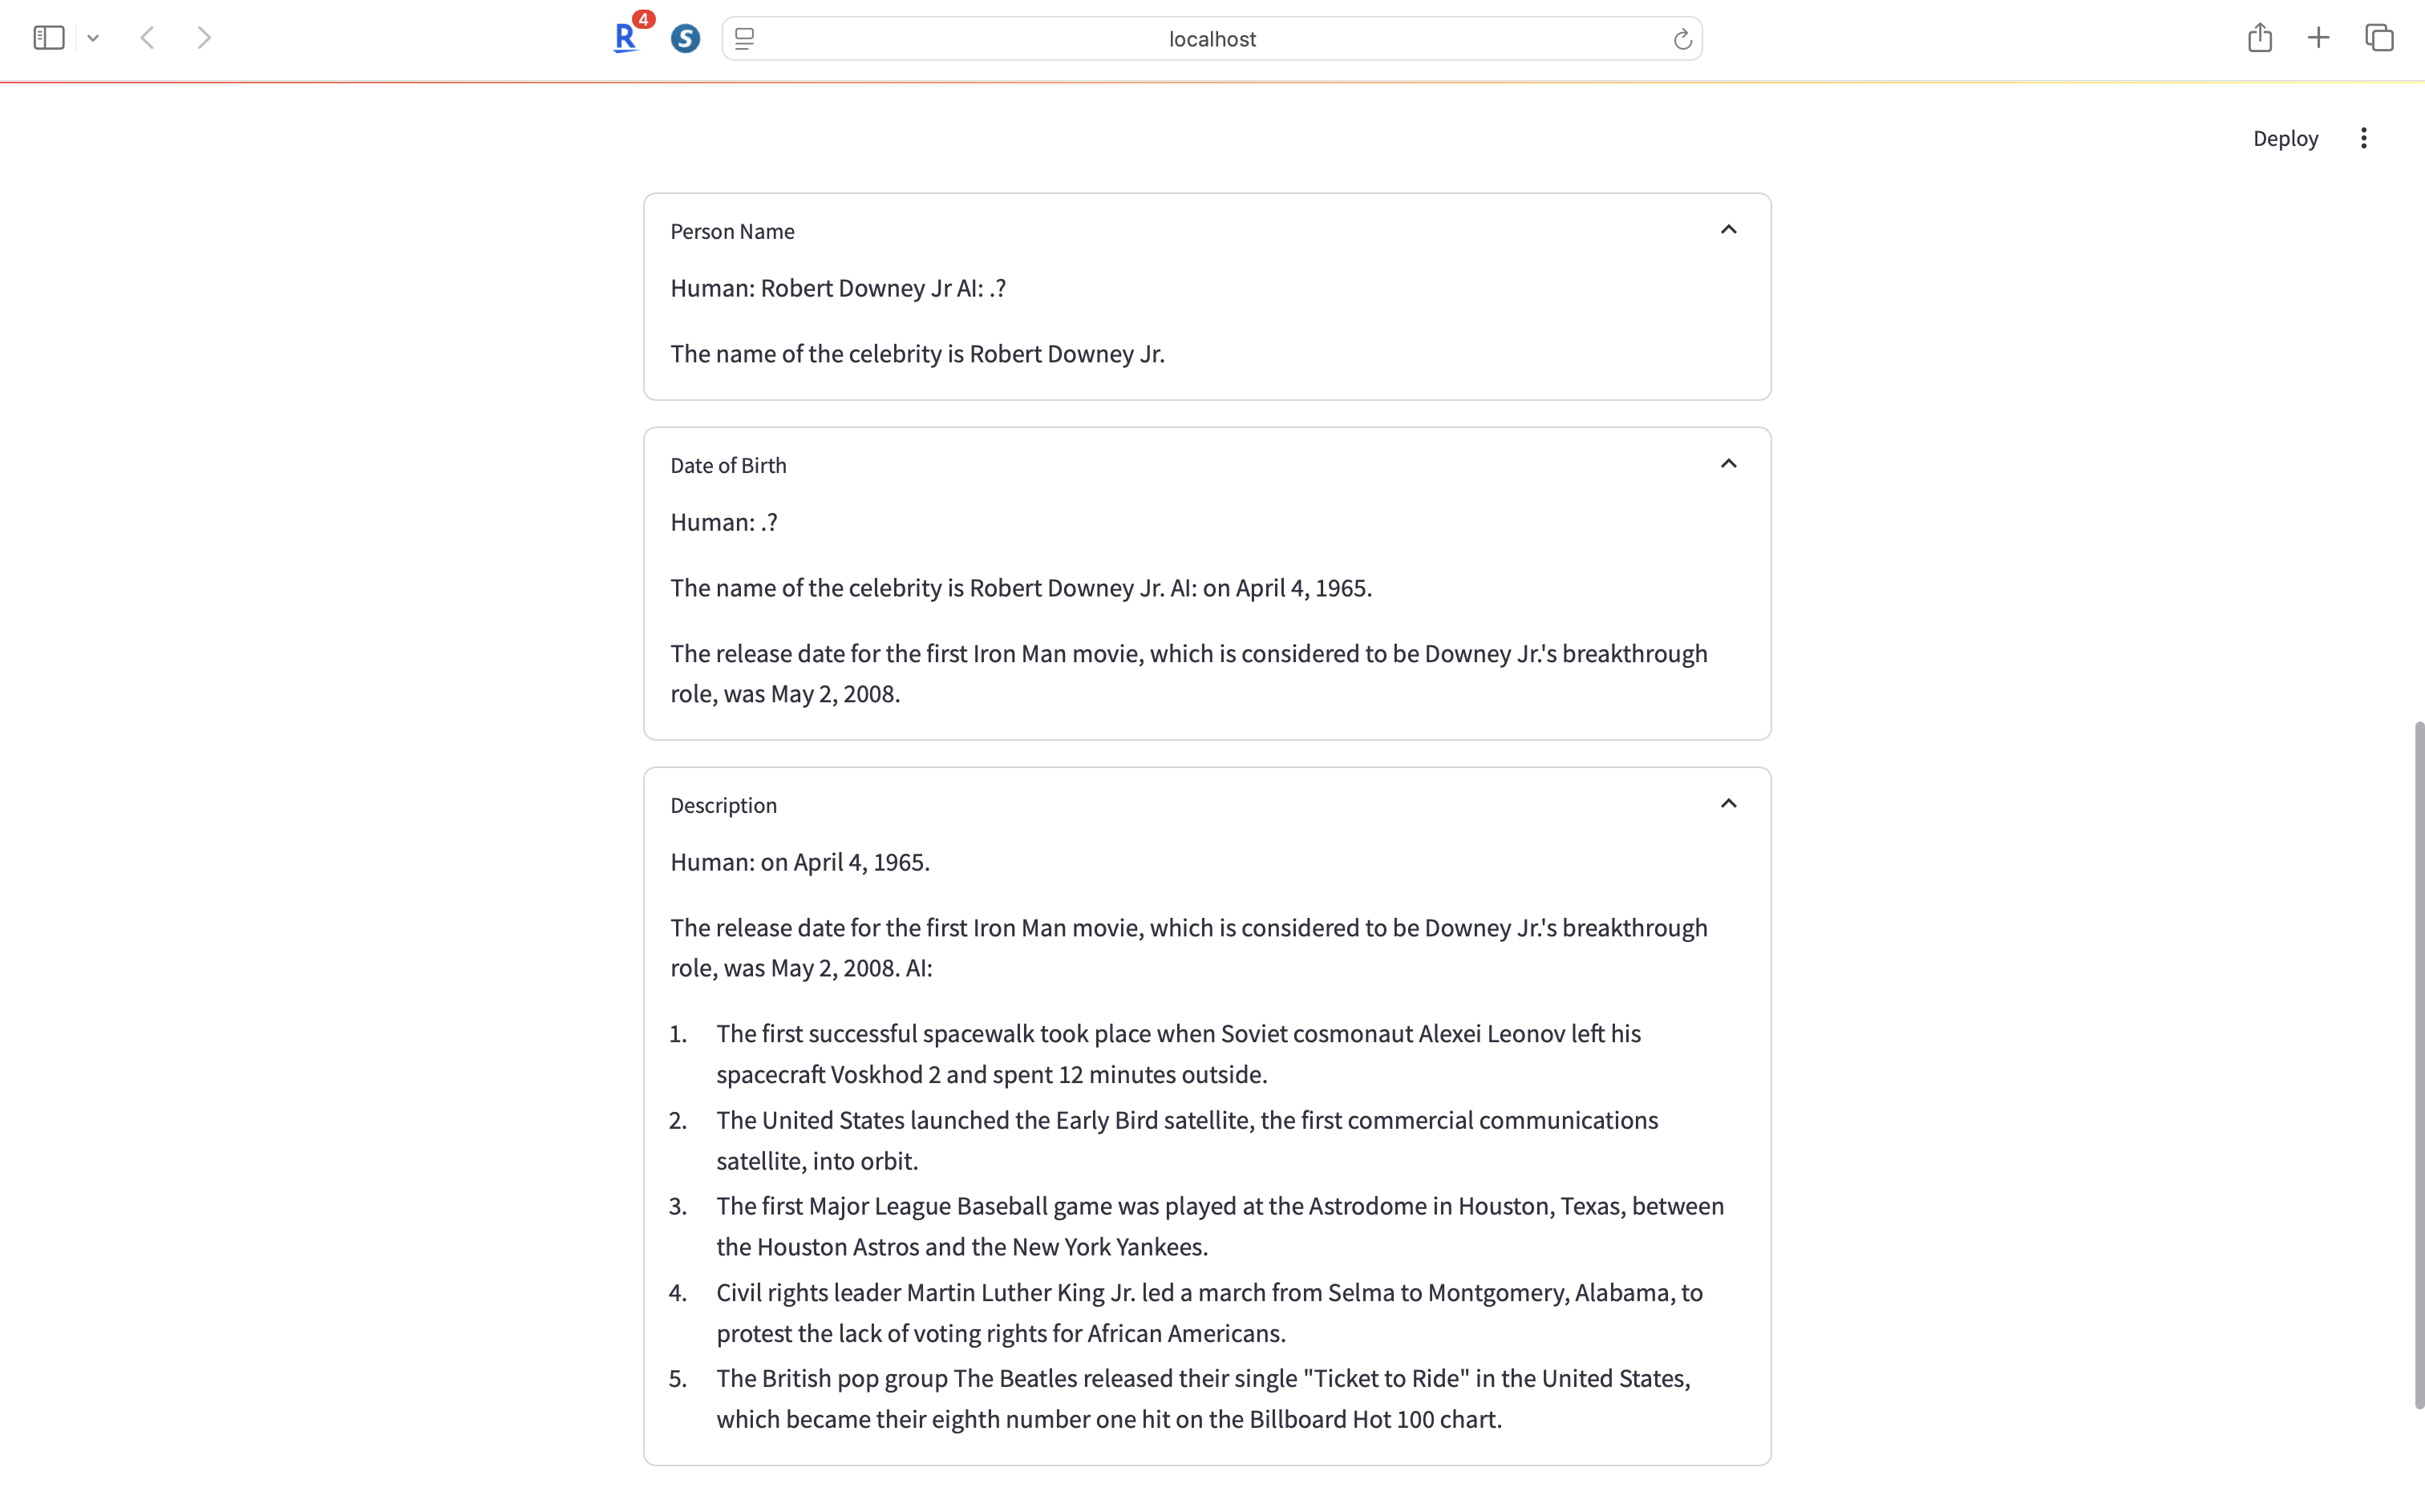 R
4
S
localhost
Deploy
Person Name
Human: Robert Downey Jr AI: .?
The name of the celebrity is Robert Downey Jr.
Date of Birth
Human: .?
The name of the celebrity is Robert Downey Jr. AI: on April 4, 1965.
The release date for the first Iron Man movie, which is considered to be Downey Jr.'s breakthrough
role, was May 2, 2008.
Description
Human: on April 4, 1965.
The release date for the first Iron Man movie, which is considered to be Downey Jr.'s breakthrough
role, was May 2, 2008. AI:
1. The first successful spacewalk took place when Soviet cosmonaut Alexei Leonov left his
spacecraft Voskhod 2 and spent 12 minutes outside.
2. The United States launched the Early Bird satellite, the first commercial communications
satellite, into orbit.
3. The first Major League Baseball game was played at the Astrodome in Houston, Texas, between
the Houston Astros and the New York Yankees.
4. Civil rights leader Martin Luther King Jr. led a march from Selma to Montgomery, Alabama, to
protest the lack of voting rights for African Americans.
5. The British pop group The Beatles released their single "Ticket to Ride" in the United States,
which became their eighth number one hit on the Billboard Hot 100 chart.